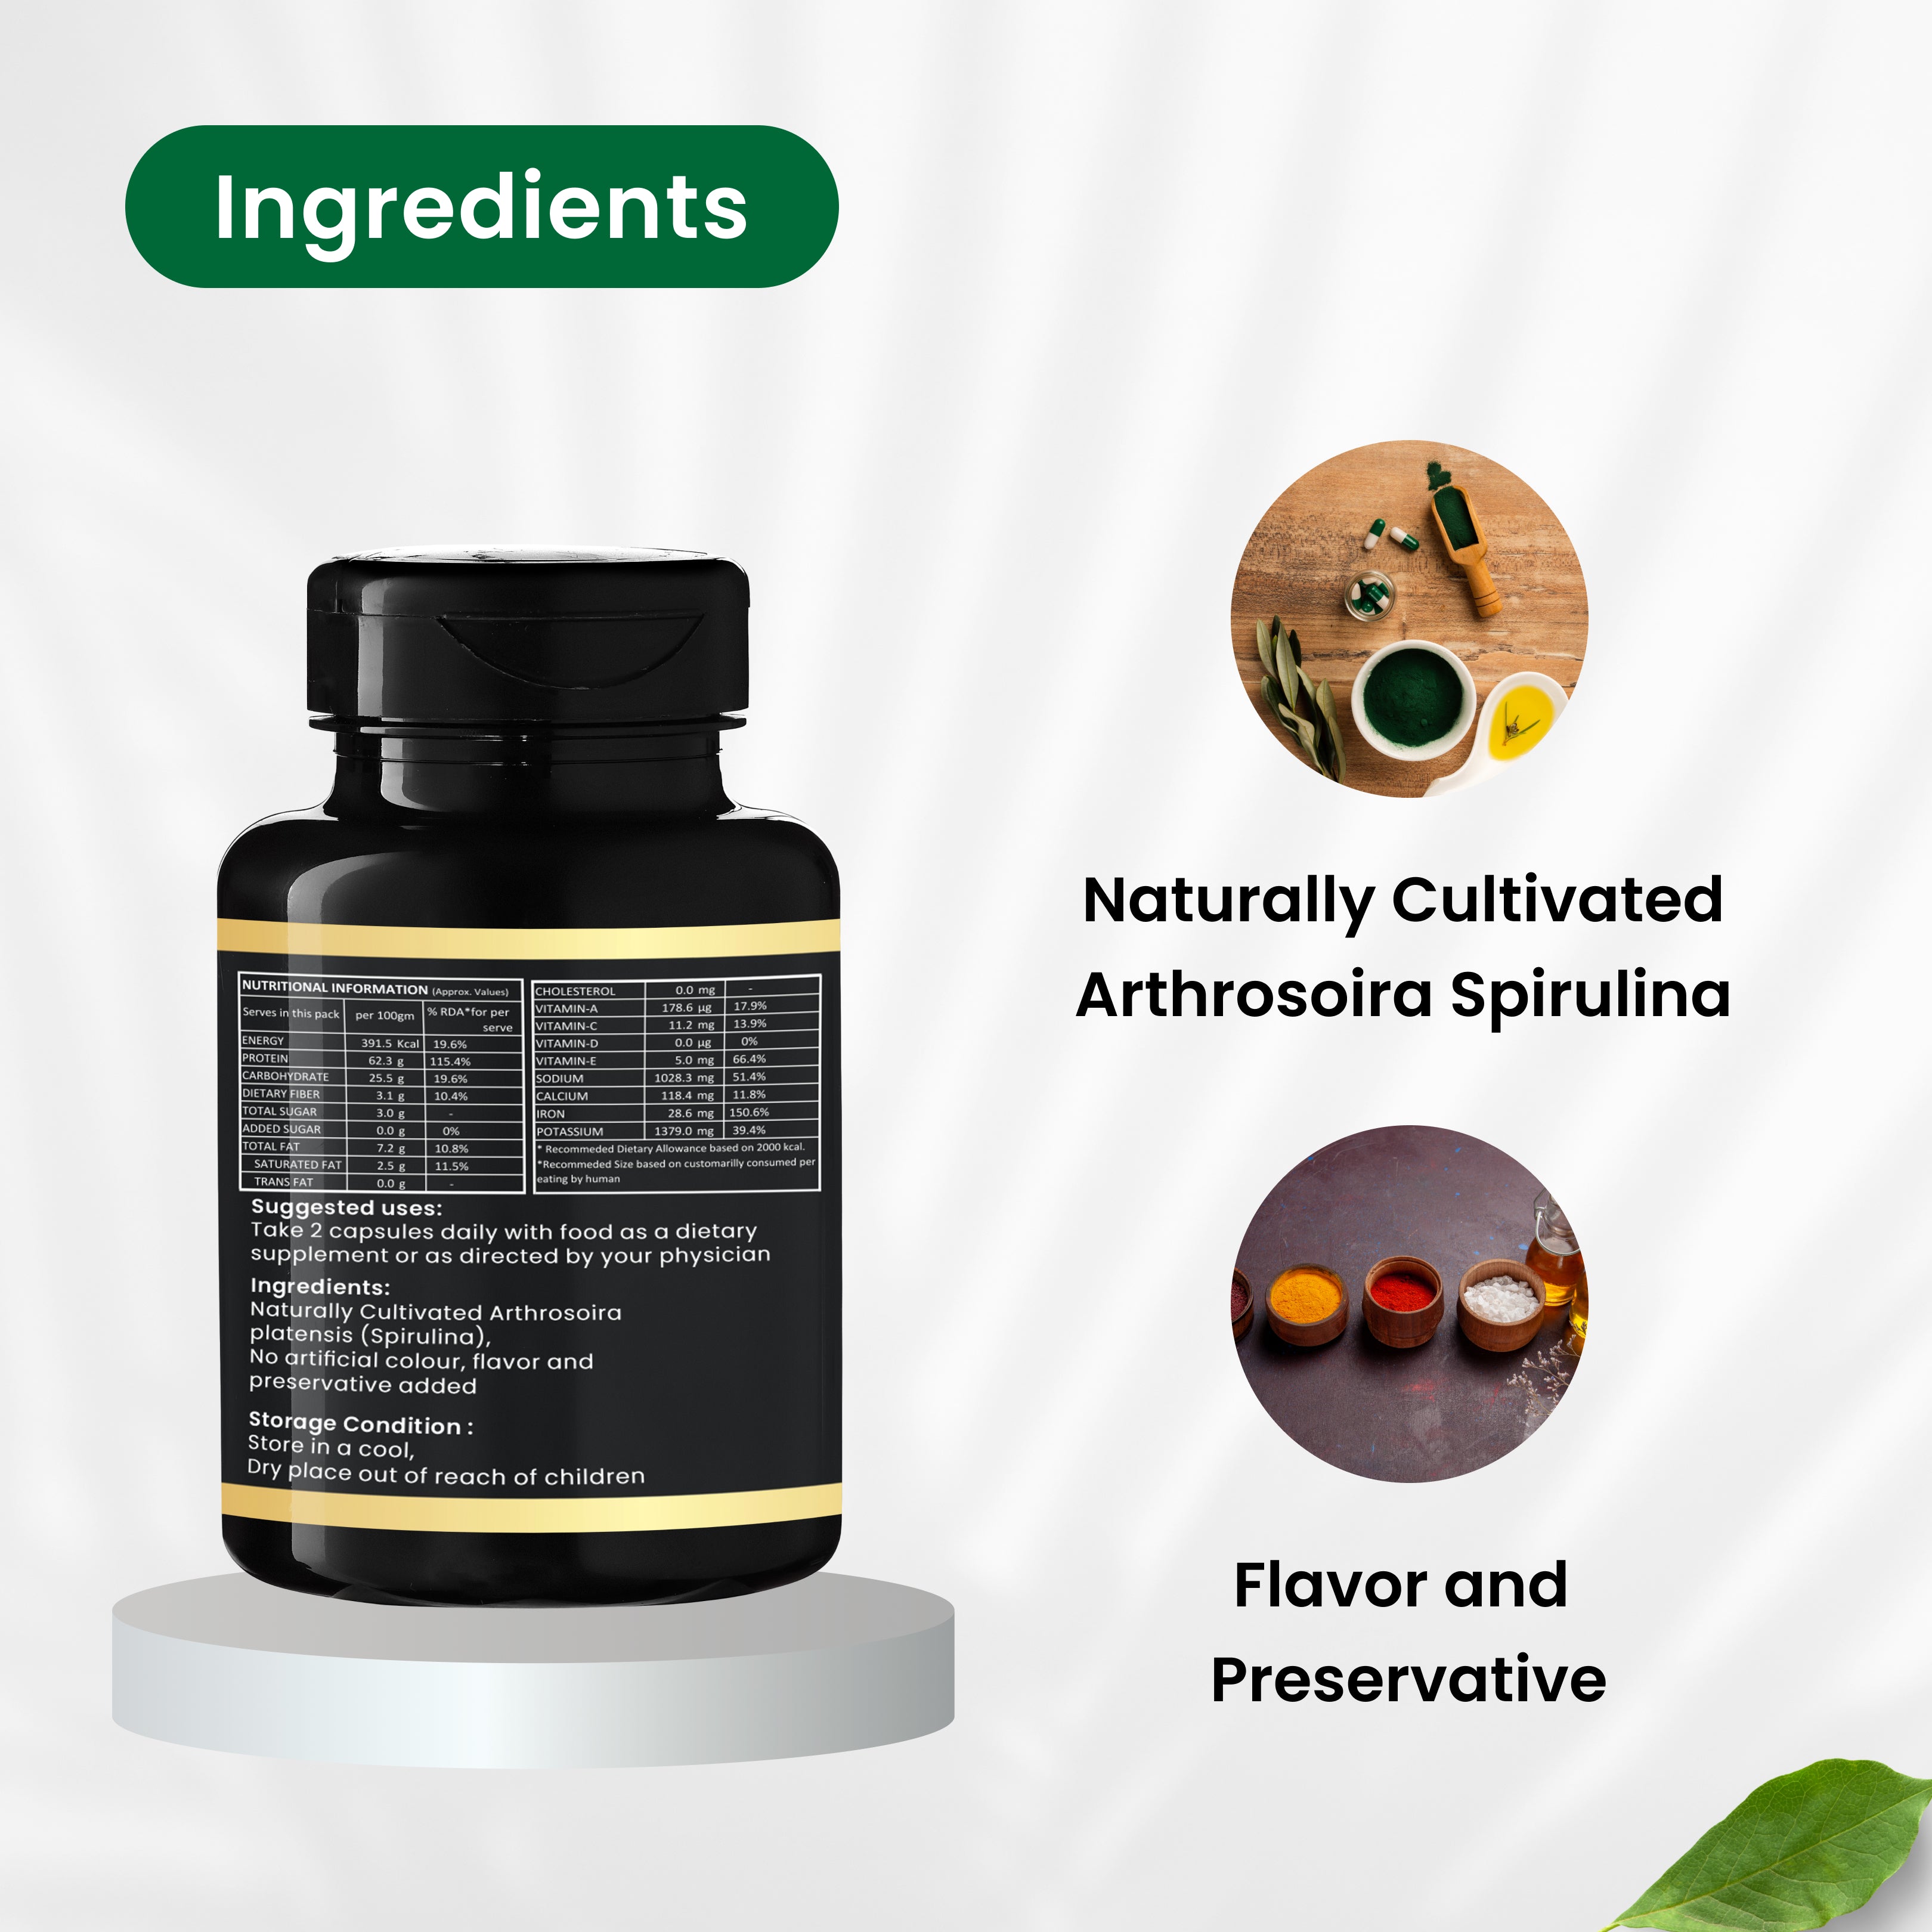 Ingredients
NUTRITIONAL INFORMATION (Approx. Values)
Serves in this pack per 100gm % RDA*for per serve
ENERGY 391.5 Kcal 19.6%
PROTEIN 62.3 g 115.4%
CARBOHYDRATE 25.5 g 19.6%
DIETARY FIBER 3.1 g 10.4%
TOTAL SUGAR 3.0 g -
ADDED SUGAR 0.0 g 0%
TOTAL FAT 7.2 g 10.8%
SATURATED FAT 2.5 g 11.5%
TRANS FAT 0.0 g -
CHOLESTEROL 0.0 mg -
VITAMIN-A 178.6 µg 17.9%
VITAMIN-C 11.2 mg 13.9%
VITAMIN-D 0.0 µg 0%
VITAMIN-E 5.0 mg 66.4%
SODIUM 1028.3 mg 51.4%
CALCIUM 118.4 mg 11.8%
IRON 28.6 mg 150.6%
POTASSIUM 1379.0 mg 39.4%
* Recommeded Dietary Allowance based on 2000 kcal.
*Recommeded Size based on customarilly consumed per
eating by human
Suggested uses:
Take 2 capsules daily with food as a dietary
supplement or as directed by your physician
Ingredients:
Naturally Cultivated Arthrosoira
platensis (Spirulina),
No artificial colour, flavor and
preservative added
Storage Condition :
Store in a cool,
Dry place out of reach of children
Naturally Cultivated
Arthrosoira Spirulina
Flavor and
Preservative